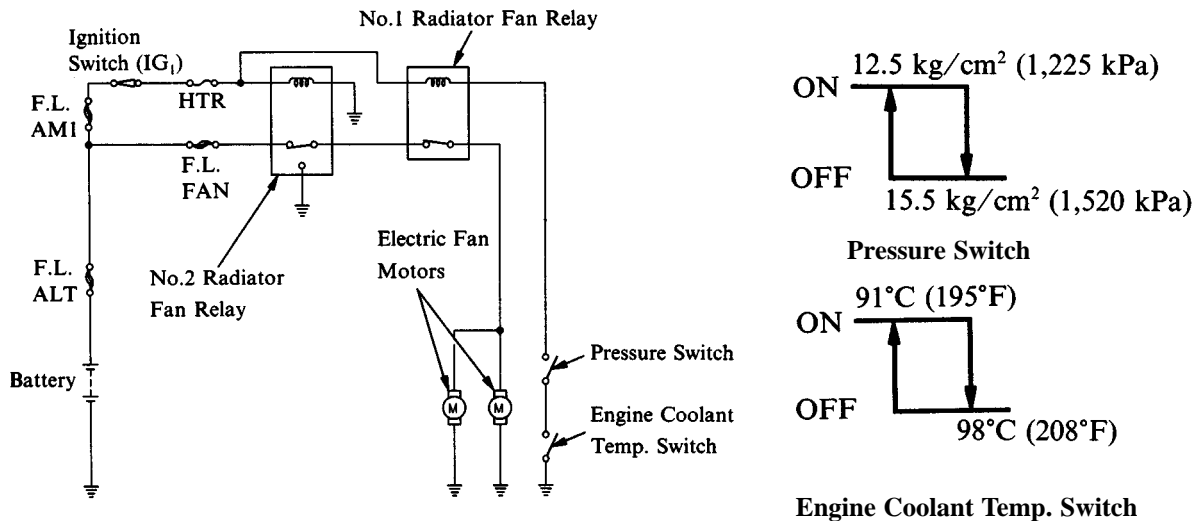 No.1 Radiator Fan Relay
Ignition
Switch (IG₁)
F.L.
AM1
HTR
F.L.
FAN
F.L.
ALT
No.2 Radiator
Fan Relay
Electric Fan
Motors
Battery
M
M
Pressure Switch
Engine Coolant
Temp. Switch
12.5 kg/cm² (1,225 kPa)
ON
OFF
15.5 kg/cm² (1,520 kPa)
Pressure Switch
91°C (195°F)
ON
OFF
98°C (208°F)
Engine Coolant Temp. Switch